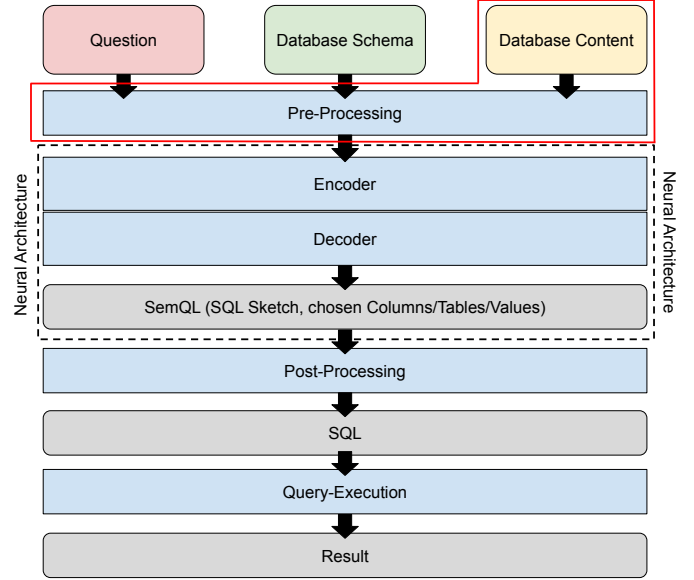 Question
Database Schema
Database Content
Pre-Processing
Neural Architecture
Neural Architecture
Encoder
Decoder
SemQL (SQL Sketch, chosen Columns/Tables/Values)
Post-Processing
SQL
Query-Execution
Result